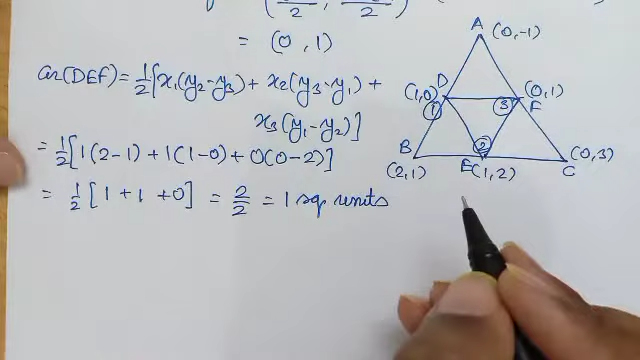 2 , 2
= (0, 1)
ar(DEF) = 1/2 [x₁(y₂-y₃) + x₂(y₃-y₁) +
x₃(y₁-y₂)]
= 1/2 [1(2-1) + 1(1-0) + 0(0-2)]
= 1/2 [1 + 1 + 0] = 2/2 = 1 sq units
A (0, -1)
D (1, 0) 1
3 F (0, 1)
2
B (2, 1)
E (1, 2)
C (0, 3)